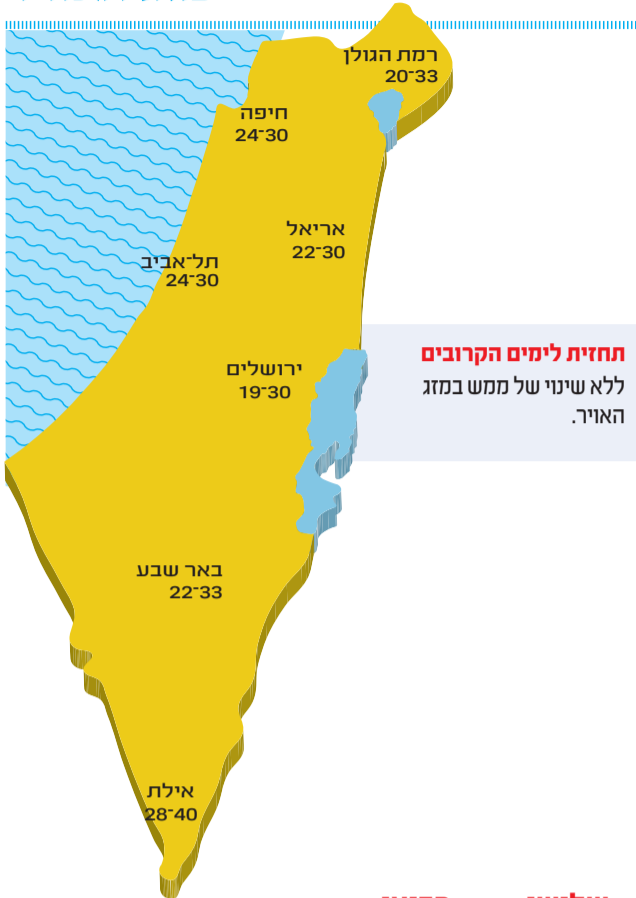 רמת הגולן
20־33
חיפה
24־30
אריאל
22־30
תל־אביב
24־30
תחזית לימים הקרובים
ללא שינוי של ממש במזג
האויר.
ירושלים
19־30
באר שבע
22־33
אילת
28־40